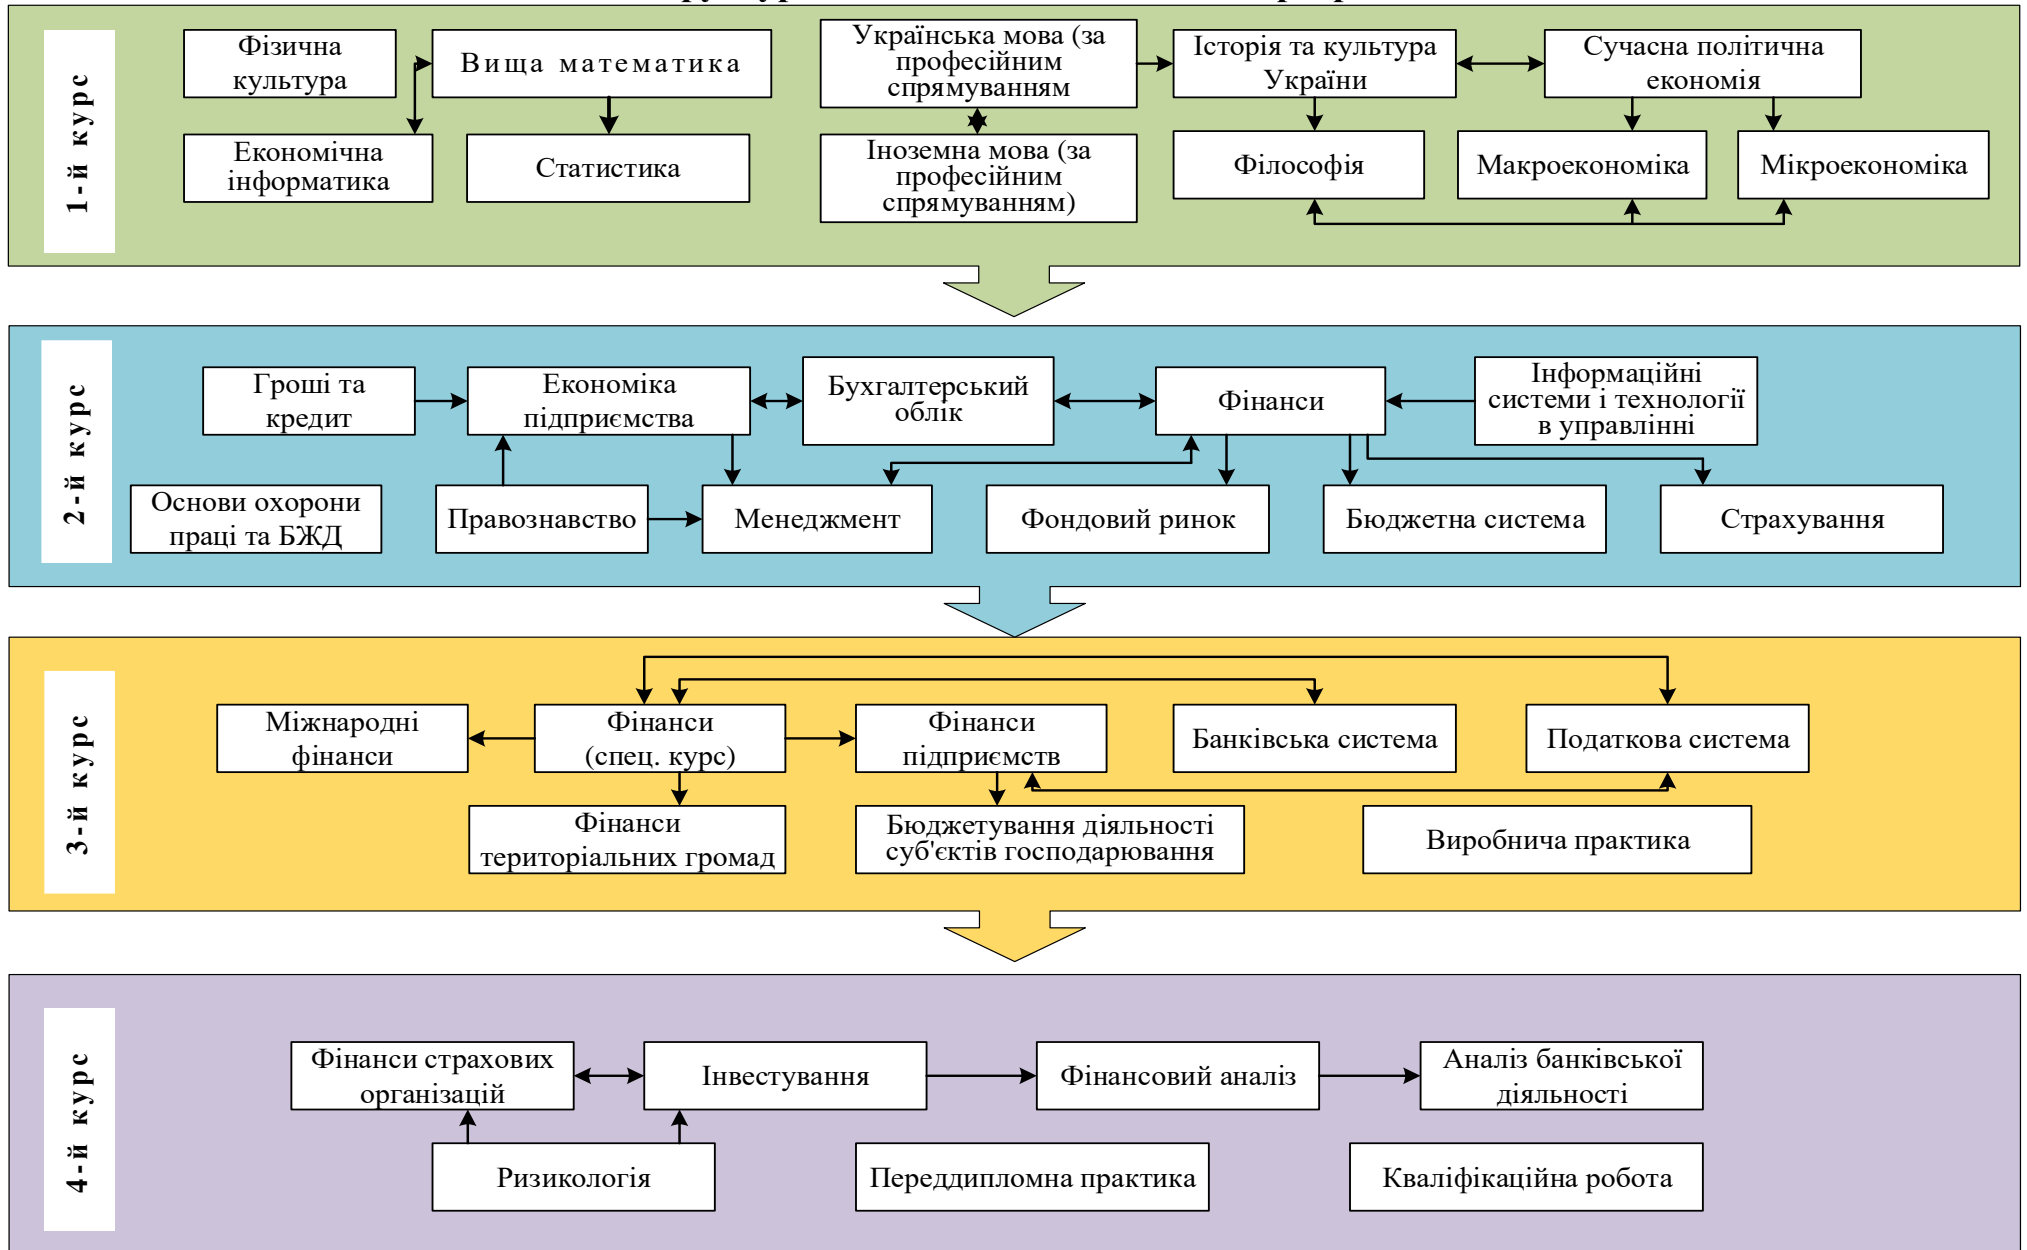 1-й курс
Фізична
культура
Вища математика
Українська мова (за
професійним
спрямуванням
Історія та культура
України
Сучасна політична
економія
Економічна
інформатика
Статистика
Іноземна мова (за
професійним
спрямуванням)
Філософія
Макроекономіка
Мікроекономіка
2-й курс
Гроші та
кредит
Економіка
підприємства
Бухгалтерський
облік
Фінанси
Інформаційні
системи і технології
в управлінні
Основи охорони
праці та БЖД
Правознавство
Менеджмент
Фондовий ринок
Бюджетна система
Страхування
3-й курс
Міжнародні
фінанси
Фінанси
(спец. курс)
Фінанси
підприємств
Банківська система
Податкова система
Фінанси
територіальних громад
Бюджетування діяльності
суб'єктів господарювання
Виробнича практика
4-й курс
Фінанси страхових
організацій
Інвестування
Фінансовий аналіз
Аналіз банківської
діяльності
Ризикологія
Переддипломна практика
Кваліфікаційна робота